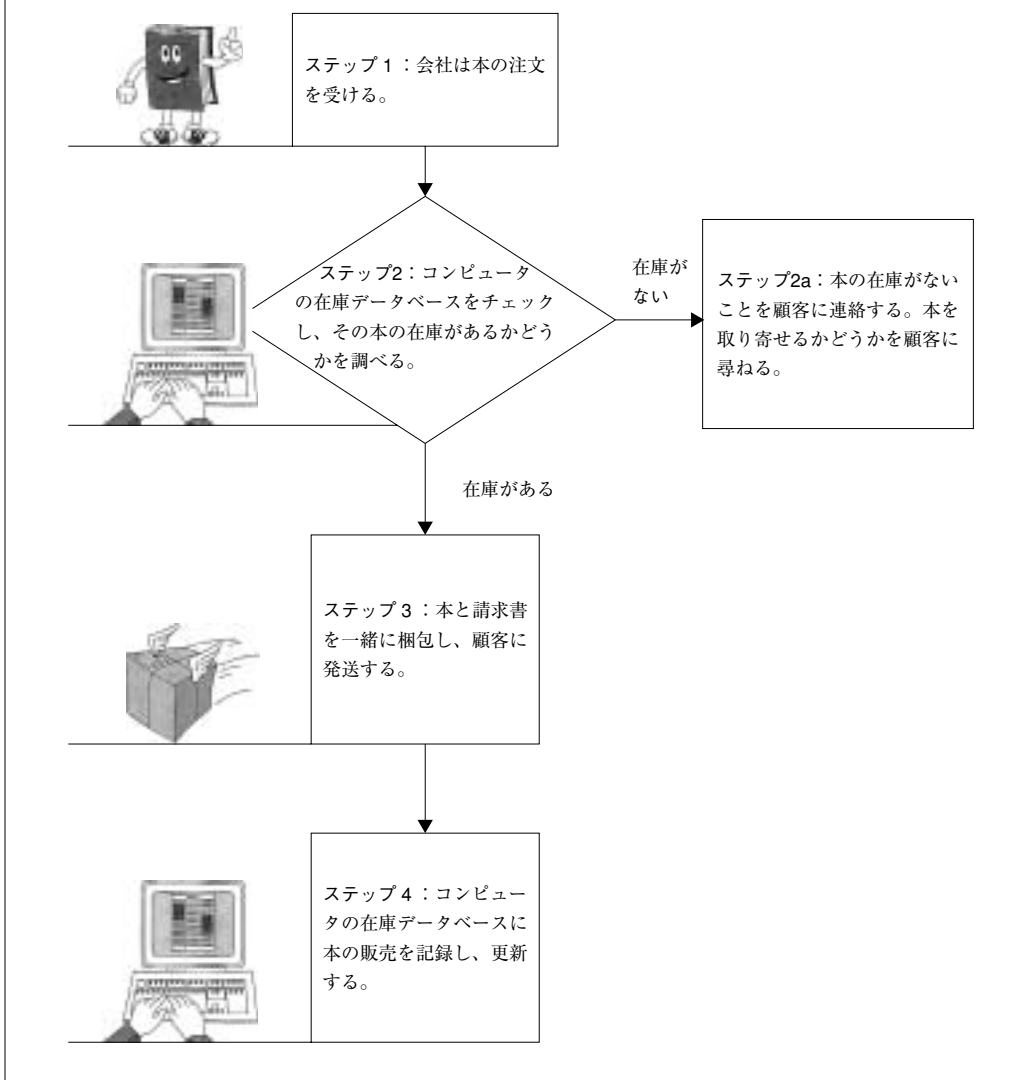 ステップ 1 ：会社は本の注文
を受ける。
ステップ2：コンピュータ
の在庫データベースをチェック
し、その本の在庫があるかどう
かを調べる。
在庫が
ない
ステップ2a：本の在庫がない
ことを顧客に連絡する。本を
取り寄せるかどうかを顧客に
尋ねる。
在庫がある
ステップ 3 ：本と請求書
を一緒に梱包し、顧客に
発送する。
ステップ 4 ：コンピュー
タの在庫データベースに
本の販売を記録し、更新
する。